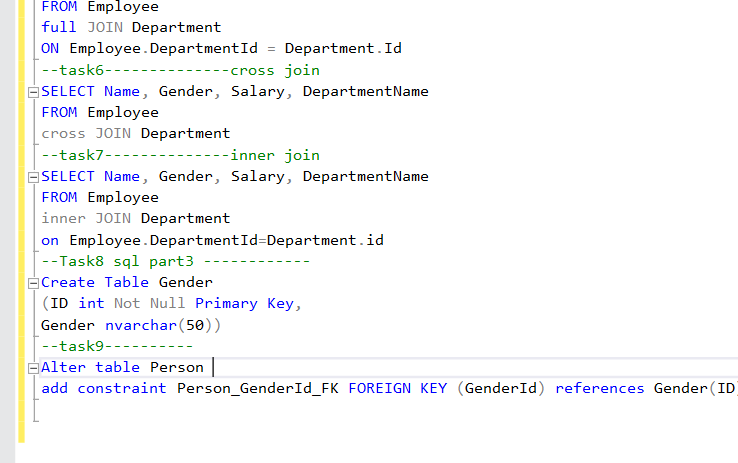 FROM Employee
full JOIN Department
ON Employee.DepartmentId = Department.Id
--task6--------------cross join
SELECT Name, Gender, Salary, DepartmentName
FROM Employee
cross JOIN Department
--task7--------------inner join
SELECT Name, Gender, Salary, DepartmentName
FROM Employee
inner JOIN Department
on Employee.DepartmentId=Department.id
--Task8 sql part3 ------------
Create Table Gender
(ID int Not Null Primary Key,
Gender nvarchar(50))
--task9----------
Alter table Person
add constraint Person_GenderId_FK FOREIGN KEY (GenderId) references Gender(ID